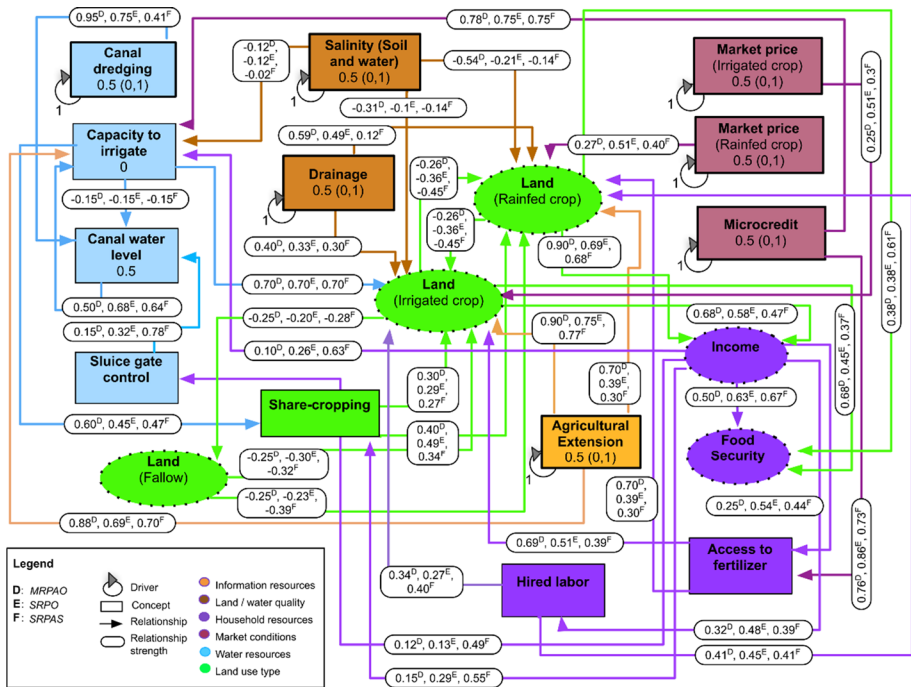 0.95ᴰ, 0.75ᴱ, 0.41ꟳ
0.78ᴰ, 0.75ᴱ, 0.75ꟳ
Canal
dredging
0.5 (0,1)
1
-0.12ᴰ,
-0.12ᴱ,
-0.02ꟳ
Salinity (Soil
and water)
0.5 (0,1)
1
-0.54ᴰ, -0.21ᴱ, -0.14ꟳ
Market price
(Irrigated crop)
0.5 (0,1)
1
0.25ᴰ, 0.51ᴱ, 0.3ꟳ
-0.31ᴰ, -0.1ᴱ, -0.14ꟳ
Capacity to
irrigate
0
0.59ᴰ, 0.49ᴱ, 0.12ꟳ
0.27ᴰ, 0.51ᴱ, 0.40ꟳ
Market price
(Rainfed crop)
0.5 (0,1)
1
Drainage
0.5 (0,1)
1
-0.26ᴰ,
-0.36ᴱ,
-0.45ꟳ
Land
(Rainfed crop)
-0.15ᴰ, -0.15ᴱ, -0.15ꟳ
-0.26ᴰ,
-0.36ᴱ,
-0.45ꟳ
Microcredit
0.5 (0,1)
1
0.38ᴰ, 0.38ᴱ, 0.61ꟳ
Canal water
level
0.5
0.40ᴰ, 0.33ᴱ, 0.30ꟳ
0.90ᴰ, 0.69ᴱ,
0.68ꟳ
0.70ᴰ, 0.70ᴱ, 0.70ꟳ
Land
(Irrigated crop)
0.50ᴰ, 0.68ᴱ, 0.64ꟳ
-0.25ᴰ, -0.20ᴱ, -0.28ꟳ
0.68ᴰ, 0.58ᴱ, 0.47ꟳ
0.15ᴰ, 0.32ᴱ, 0.78ꟳ
0.90ᴰ, 0.75ᴱ,
0.77ꟳ
0.68ᴰ, 0.45ᴱ, 0.37ꟳ
Sluice gate
control
0.10ᴰ, 0.26ᴱ, 0.63ꟳ
Income
0.30ᴰ,
0.29ᴱ,
0.27ꟳ
0.70ᴰ,
0.39ᴱ,
0.30ꟳ
0.50ᴰ, 0.63ᴱ, 0.67ꟳ
Share-cropping
0.60ᴰ, 0.45ᴱ, 0.47ꟳ
0.40ᴰ,
0.49ᴱ,
0.34ꟳ
Agricultural
Extension
0.5 (0,1)
1
Food
Security
Land
(Fallow)
-0.25ᴰ, -0.30ᴱ,
-0.32ꟳ
-0.25ᴰ, -0.23ᴱ,
-0.39ꟳ
0.70ᴰ,
0.39ᴱ,
0.30ꟳ
0.25ᴰ, 0.54ᴱ, 0.44ꟳ
0.76ᴰ, 0.86ᴱ, 0.73ꟳ
0.88ᴰ, 0.69ᴱ, 0.70ꟳ
0.69ᴰ, 0.51ᴱ, 0.39ꟳ
Access to
fertilizer
0.34ᴰ, 0.27ᴱ,
0.40ꟳ
Hired labor
0.12ᴰ, 0.13ᴱ, 0.49ꟳ
0.32ᴰ, 0.48ᴱ, 0.39ꟳ
0.41ᴰ, 0.45ᴱ, 0.41ꟳ
0.15ᴰ, 0.29ᴱ, 0.55ꟳ
Legend
D: MRPAO
E: SRPO
F: SRPAS
Driver
Concept
Relationship
Relationship
strength
Information resources
Land / water quality
Household resources
Market conditions
Water resources
Land use type